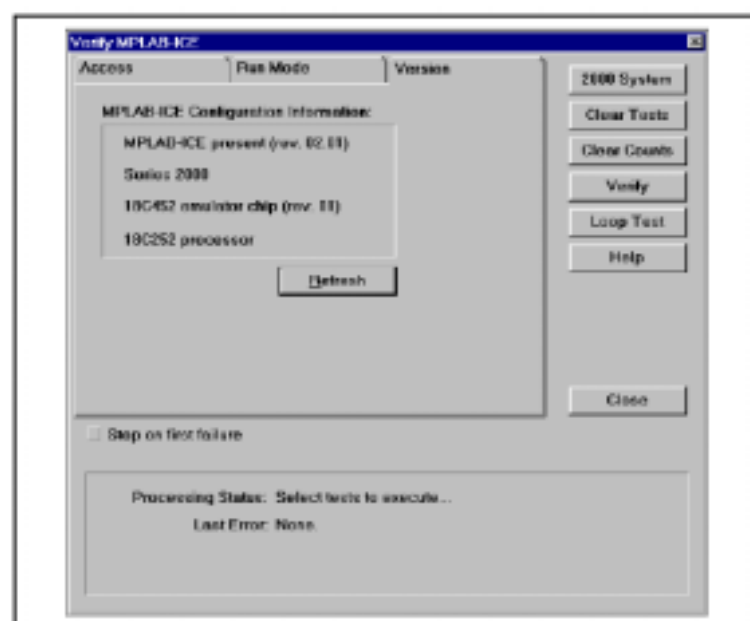 Verify MPLAB-ICE
Access
Run Mode
Version
MPLAB-ICE Configuration Information:
MPLAB-ICE present (rev. 02.01)
Series 2000
18C452 emulator chip (rev. 01)
18C252 processor
Refresh
2000 System
Clear Tests
Clear Counts
Verify
Loop Test
Help
Close
Stop on first failure
Processing Status: Select tests to execute...
Last Error: None.